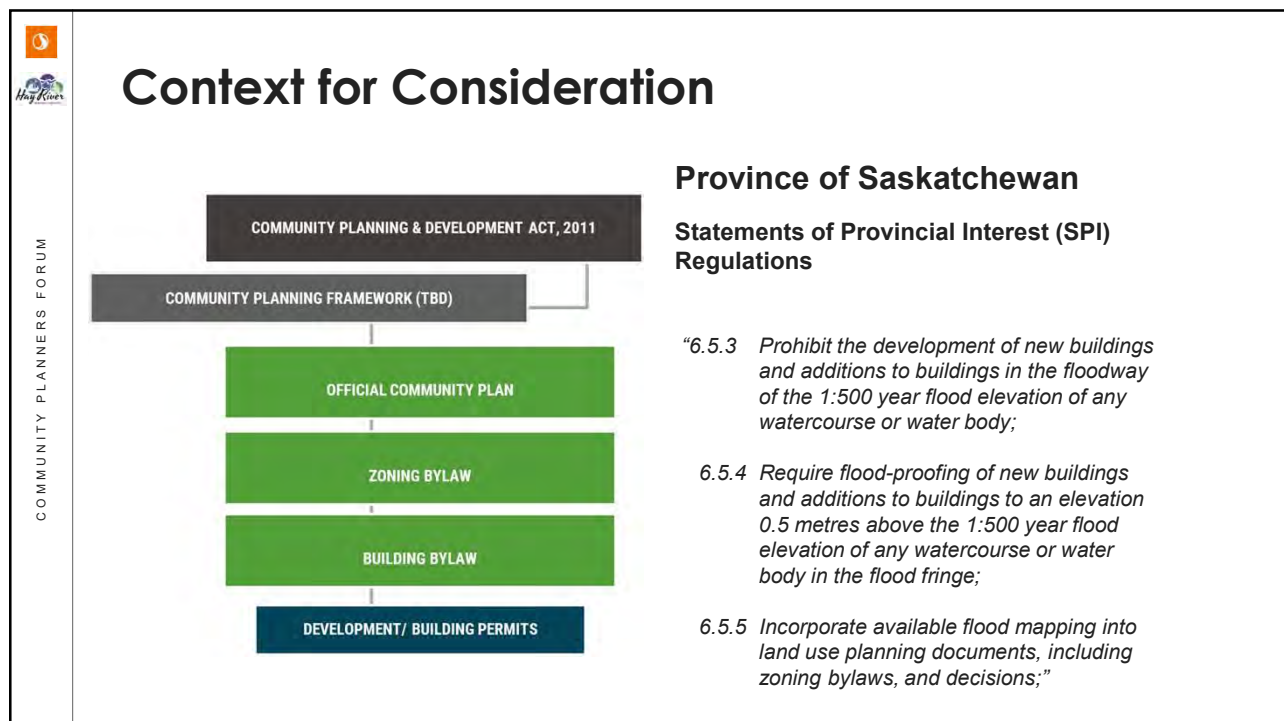 Hay River
COMMUNITY PLANNERS FORUM
Context for Consideration
COMMUNITY PLANNING & DEVELOPMENT ACT, 2011
COMMUNITY PLANNING FRAMEWORK (TBD)
OFFICIAL COMMUNITY PLAN
ZONING BYLAW
BUILDING BYLAW
DEVELOPMENT/ BUILDING PERMITS
Province of Saskatchewan
Statements of Provincial Interest (SPI)
Regulations
“6.5.3 Prohibit the development of new buildings
and additions to buildings in the floodway
of the 1:500 year flood elevation of any
watercourse or water body;
6.5.4 Require flood-proofing of new buildings
and additions to buildings to an elevation
0.5 metres above the 1:500 year flood
elevation of any watercourse or water
body in the flood fringe;
6.5.5 Incorporate available flood mapping into
land use planning documents, including
zoning bylaws, and decisions;”